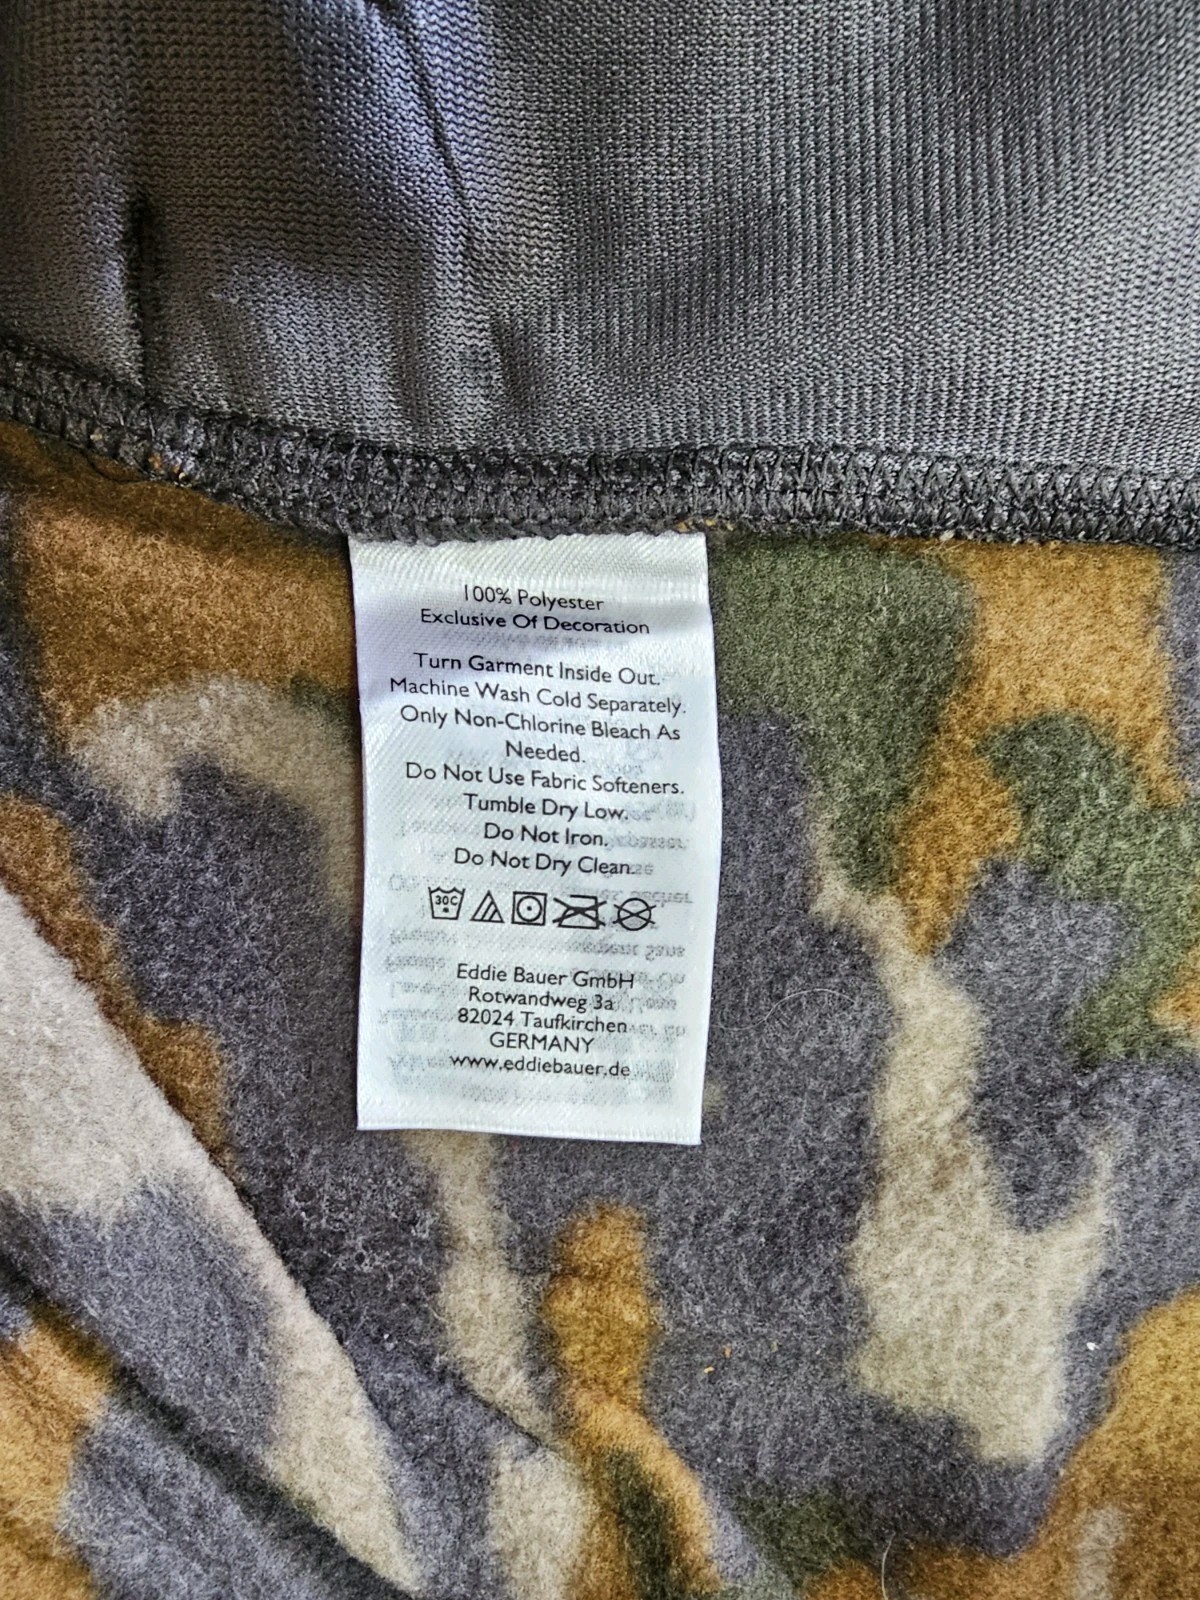 100% Polyester
Exclusive Of Decoration
Turn Garment Inside Out.
Machine Wash Cold Separately.
Only Non-Chlorine Bleach As
Needed.
Do Not Use Fabric Softeners.
Tumble Dry Low.
Do Not Iron.
Do Not Dry Clean.
30C
Eddie Bauer GmbH
Rotwandweg 3a
82024 Taufkirchen
GERMANY
www.eddiebauer.de